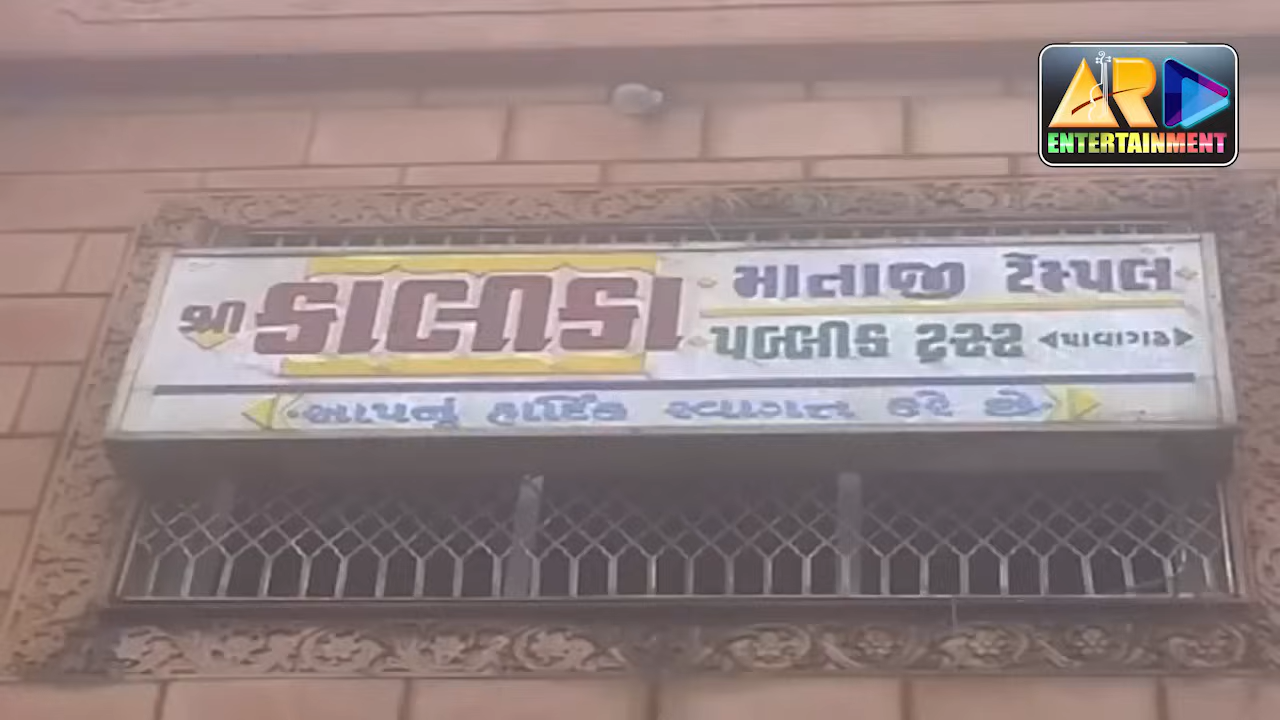 શ્રી કાલીકા માતાજી ટેમ્પલ
પબ્લીક ટ્રસ્ટ ◄પાવાગઢ►
આપનું હાર્દિક સ્વાગત કરે છે.
AR
ENTERTAINMENT